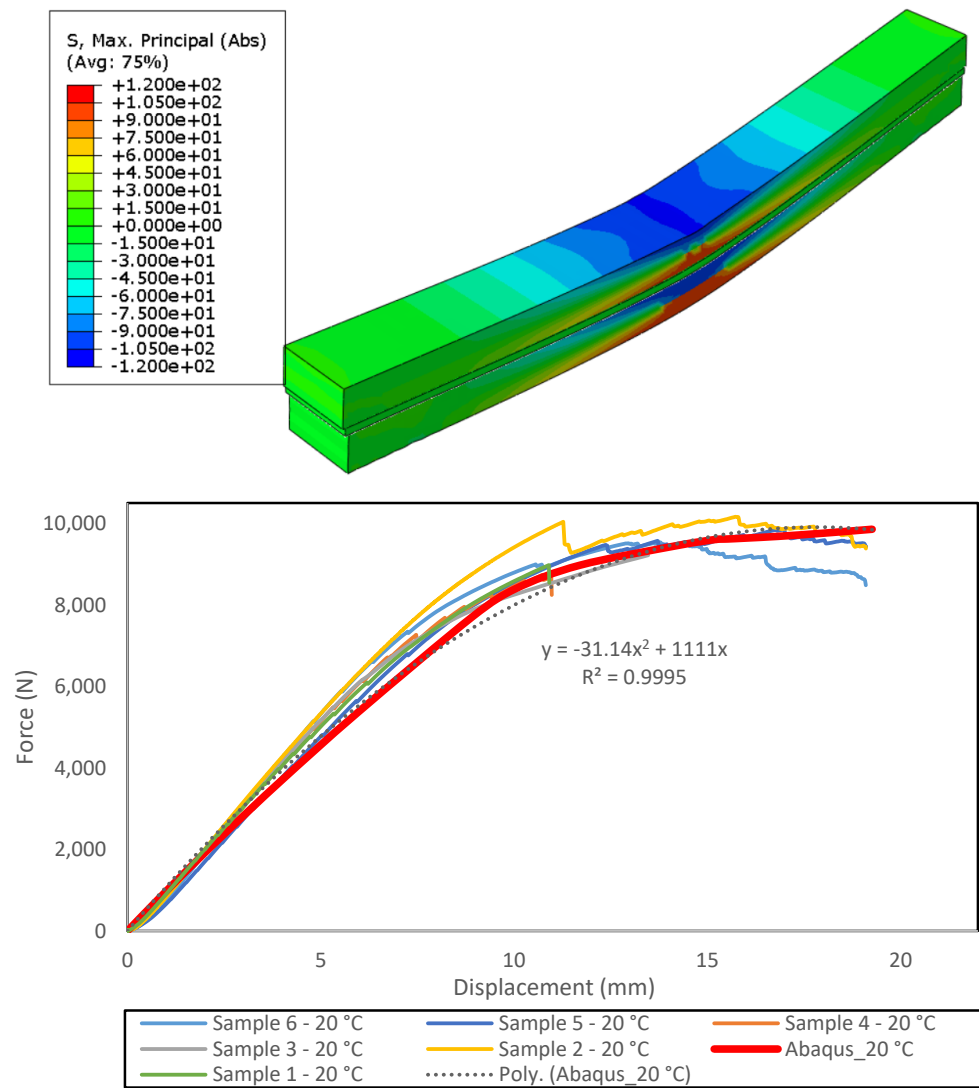 S, Max. Principal (Abs)
(Avg: 75%)
+1.200e+02
+1.050e+02
+9.000e+01
+7.500e+01
+6.000e+01
+4.500e+01
+3.000e+01
+1.500e+01
+0.000e+00
-1.500e+01
-3.000e+01
-4.500e+01
-6.000e+01
-7.500e+01
-9.000e+01
-1.050e+02
-1.200e+02
10,000
8,000
6,000
4,000
2,000
0
Force (N)
y = -31.14x² + 1111x
R² = 0.9995
0 5 10 15 20
Displacement (mm)
Sample 6 - 20 °C Sample 5 - 20 °C Sample 4 - 20 °C
Sample 3 - 20 °C Sample 2 - 20 °C Abaqus_20 °C
Sample 1 - 20 °C Poly. (Abaqus_20 °C)